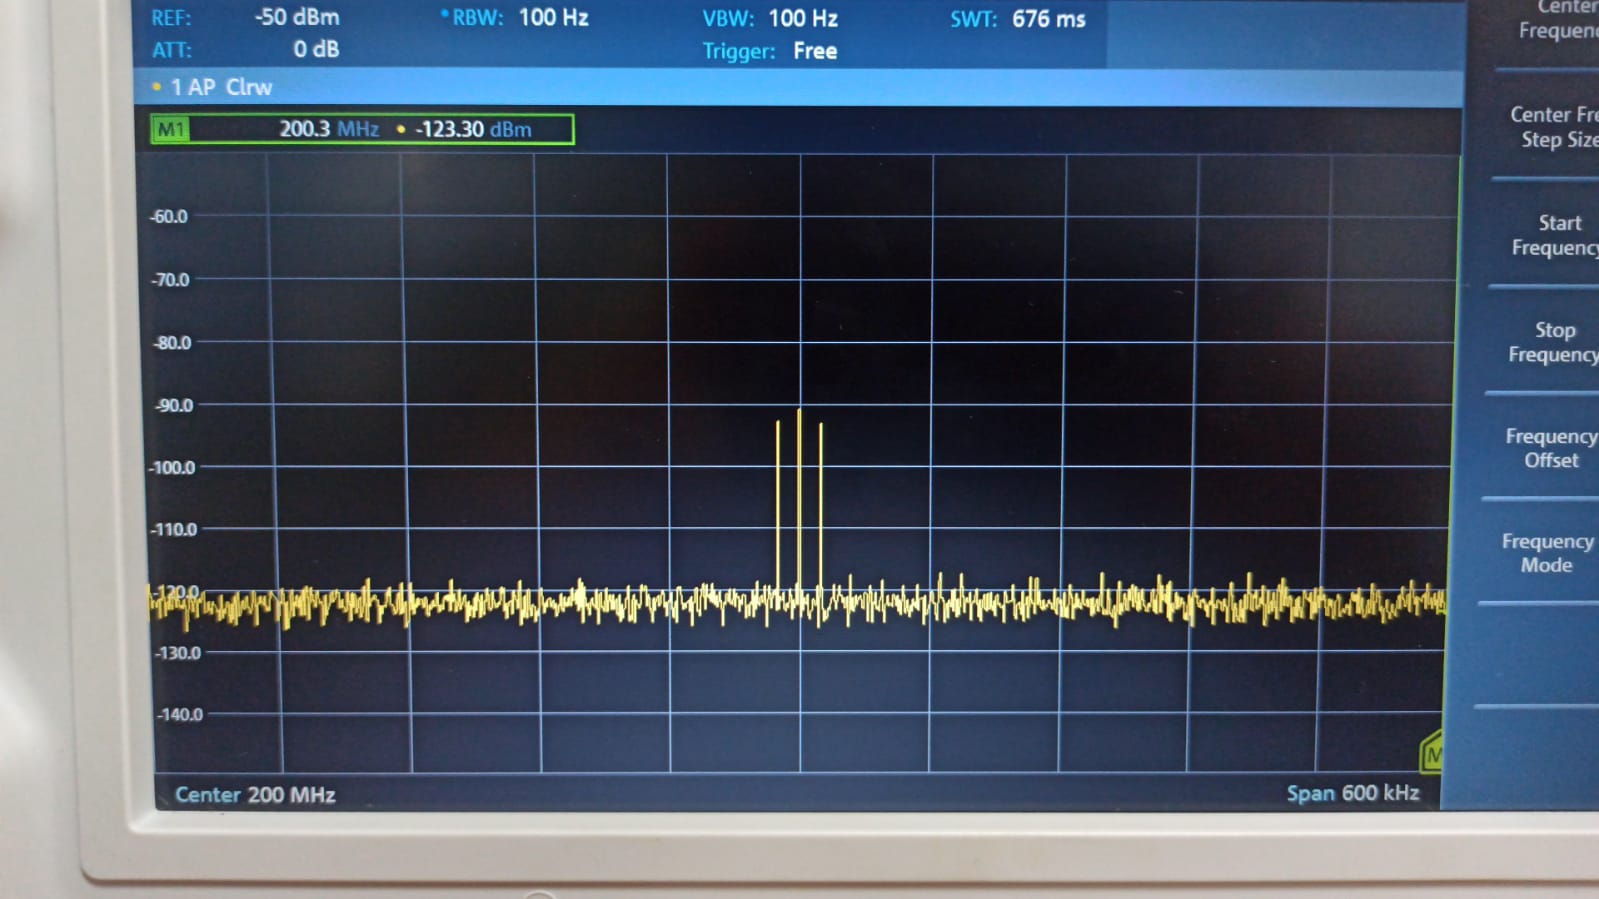 REF: -50 dBm • RBW: 100 Hz VBW: 100 Hz SWT: 676 ms
ATT: 0 dB Trigger: Free
• 1 AP Clrw
M1 200.3 MHz • -123.30 dBm
-60.0
-70.0
-80.0
-90.0
-100.0
-110.0
-120.0
-130.0
-140.0
M
Center 200 MHz Span 600 kHz
Center
Frequenc
Center Fre
Step Size
Start
Frequency
Stop
Frequency
Frequency
Offset
Frequency
Mode